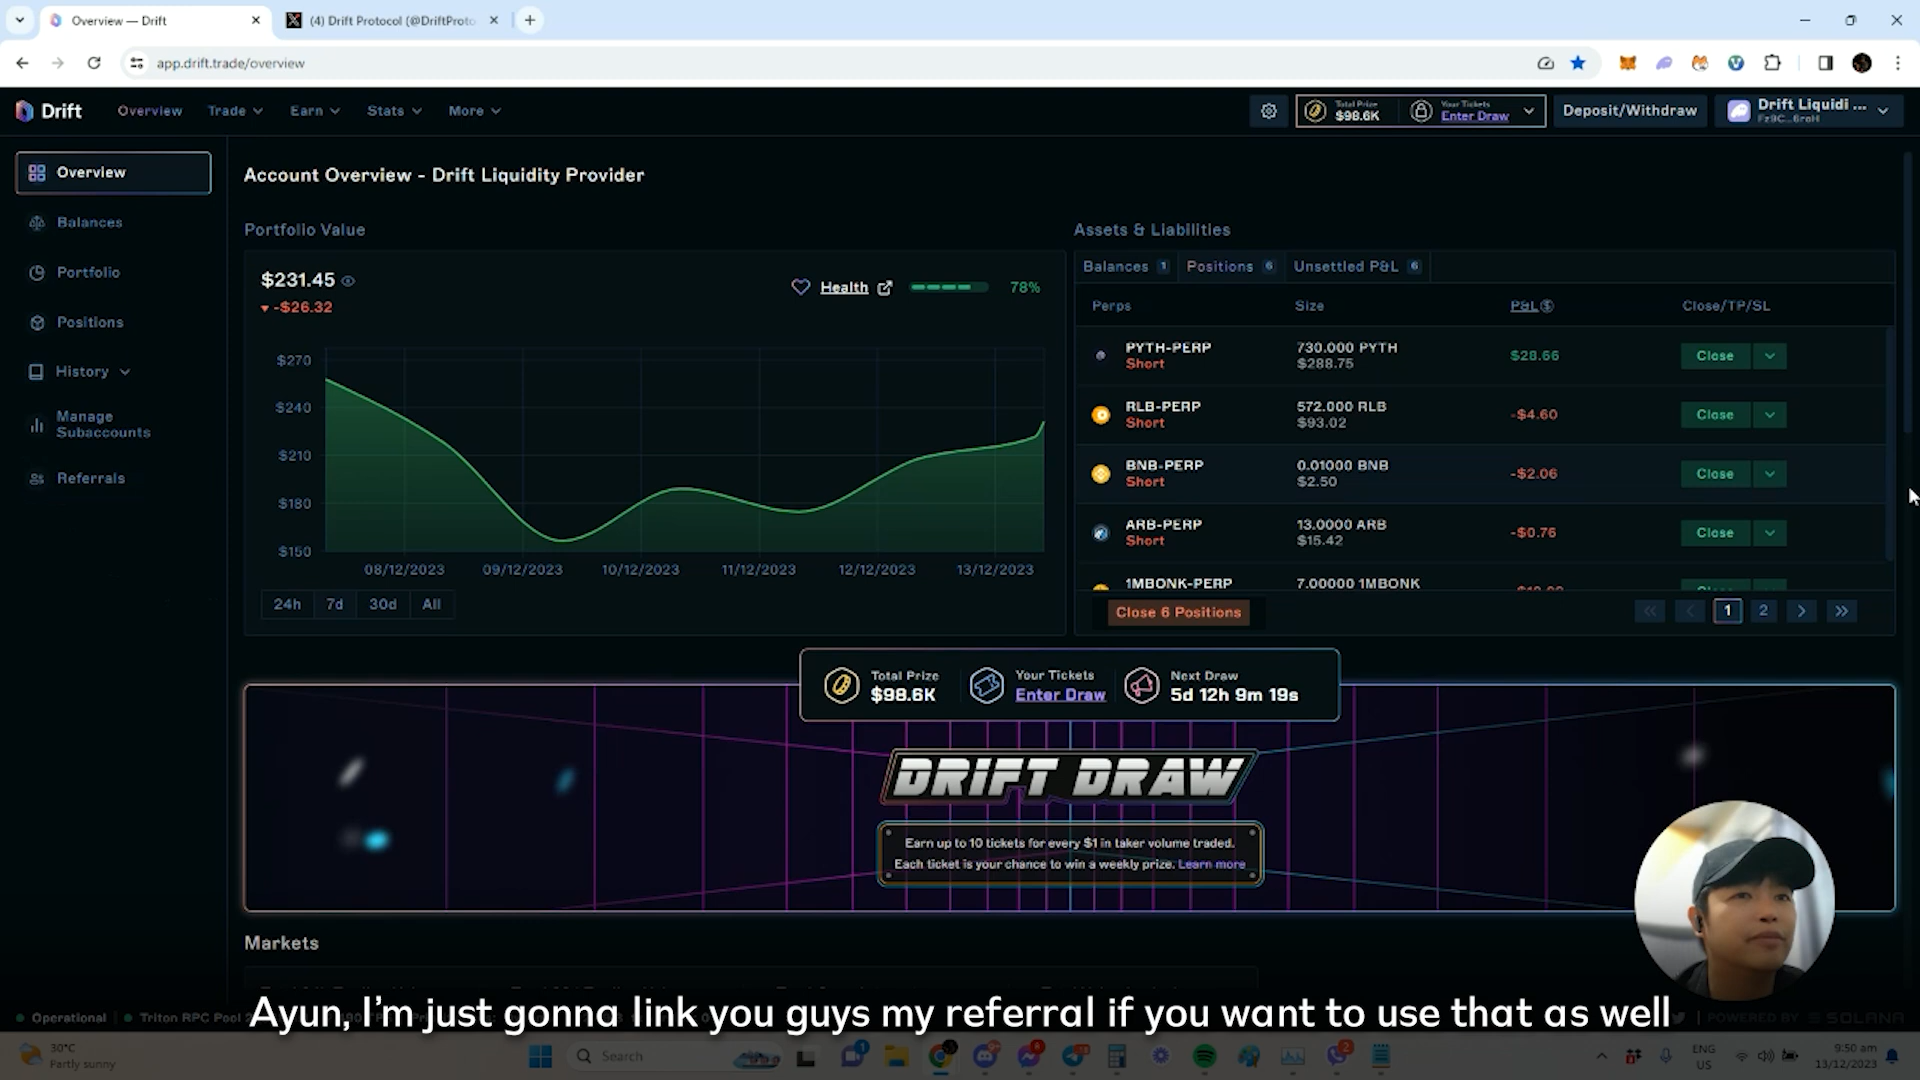 Overview — Drift
(4) Drift Protocol (@DriftProto
app.drift.trade/overview
Drift
Overview
Trade
Earn
Stats
More
Total Prize
$98.6K
Your Tickets
Enter Draw
Deposit/Withdraw
Drift Liquidi ...
Fz9C...6roH
Overview
Balances
Portfolio
Positions
History
Manage
Subaccounts
Referrals
Account Overview - Drift Liquidity Provider
Portfolio Value
$231.45
-$26.32
Health
78%
$270
$240
$210
$180
$150
08/12/2023 09/12/2023 10/12/2023 11/12/2023 12/12/2023 13/12/2023
24h 7d 30d All
Assets & Liabilities
Balances 1 Positions 6 Unsettled P&L 6
Perps Size P&L($) Close/TP/SL
PYTH-PERP 730.000 PYTH
Short $288.75 $28.66 Close
RLB-PERP 572.000 RLB
Short $93.02 -$4.60 Close
BNB-PERP 0.01000 BNB
Short $2.50 -$2.06 Close
ARB-PERP 13.0000 ARB
Short $15.42 -$0.76 Close
1MBONK-PERP 7.00000 1MBONK
Close 6 Positions
1 2
Total Prize
$98.6K
Your Tickets
Enter Draw
Next Draw
5d 12h 9m 19s
DRIFT DRAW
Earn up to 10 tickets for every $1 in taker volume traded.
Each ticket is your chance to win a weekly prize. Learn more
Markets
Ayun, I'm just gonna link you guys my referral if you want to use that as well
Operational
Triton RPC Pool
POWERED BY SOLANA
30°C
Partly sunny
Search
ENG
US
9:50 am
13/12/2023